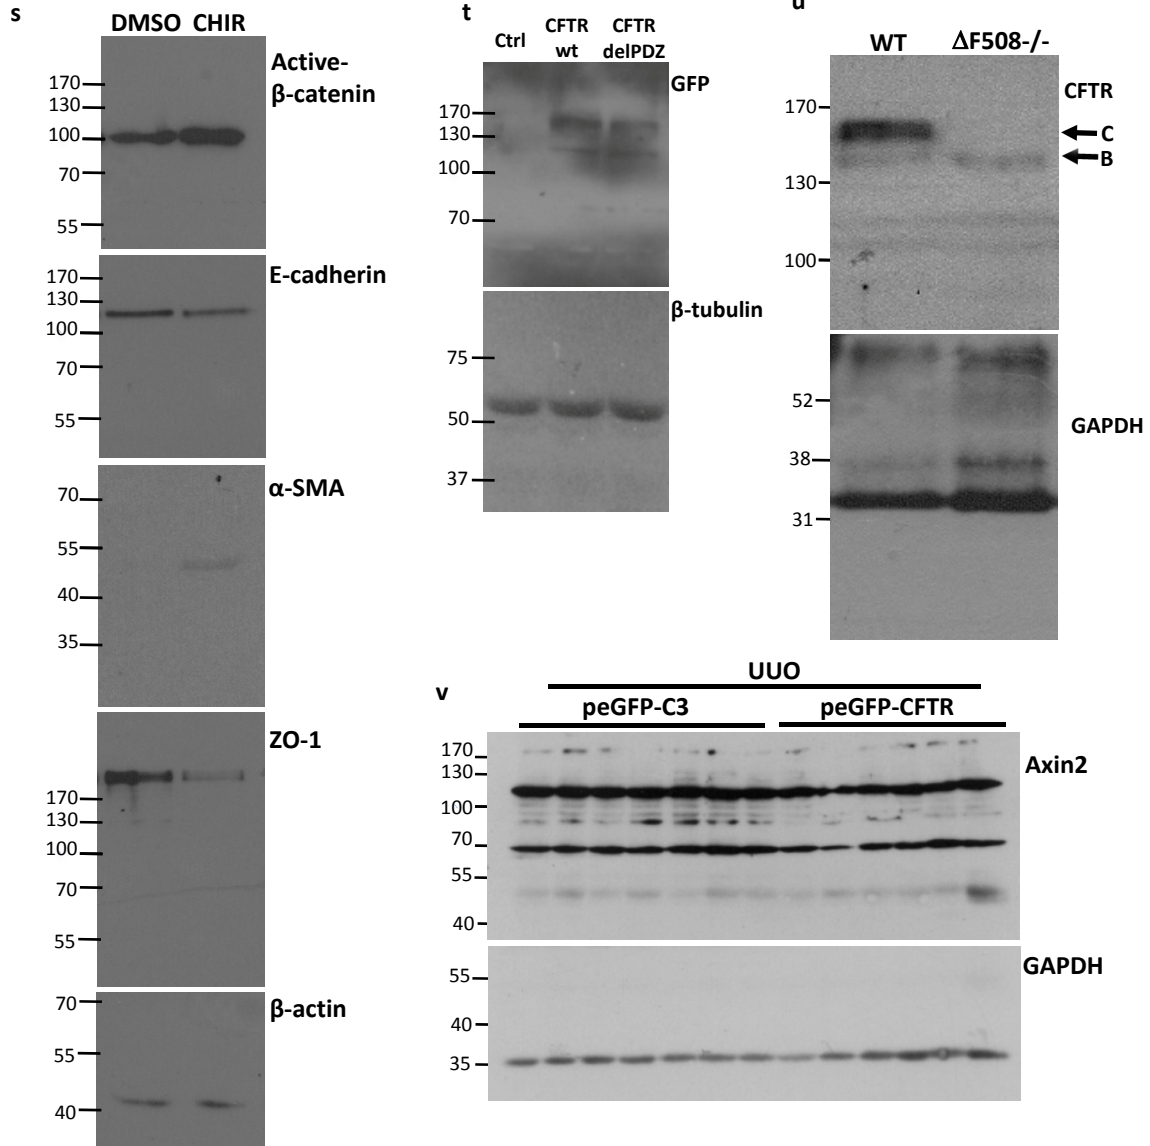 s
DMSO CHIR
Active-
β-catenin
170
130
100
70
55
E-cadherin
170
130
100
70
55
α-SMA
70
55
40
35
ZO-1
170
130
100
70
55
β-actin
70
55
40
t
Ctrl
CFTR
wt
CFTR
delPDZ
GFP
170
130
100
70
β-tubulin
75
50
37
u
WT
ΔF508-/-
CFTR
170
C
B
130
100
GAPDH
52
38
31
v
UUO
peGFP-C3
peGFP-CFTR
Axin2
170
130
100
70
55
40
GAPDH
55
40
35